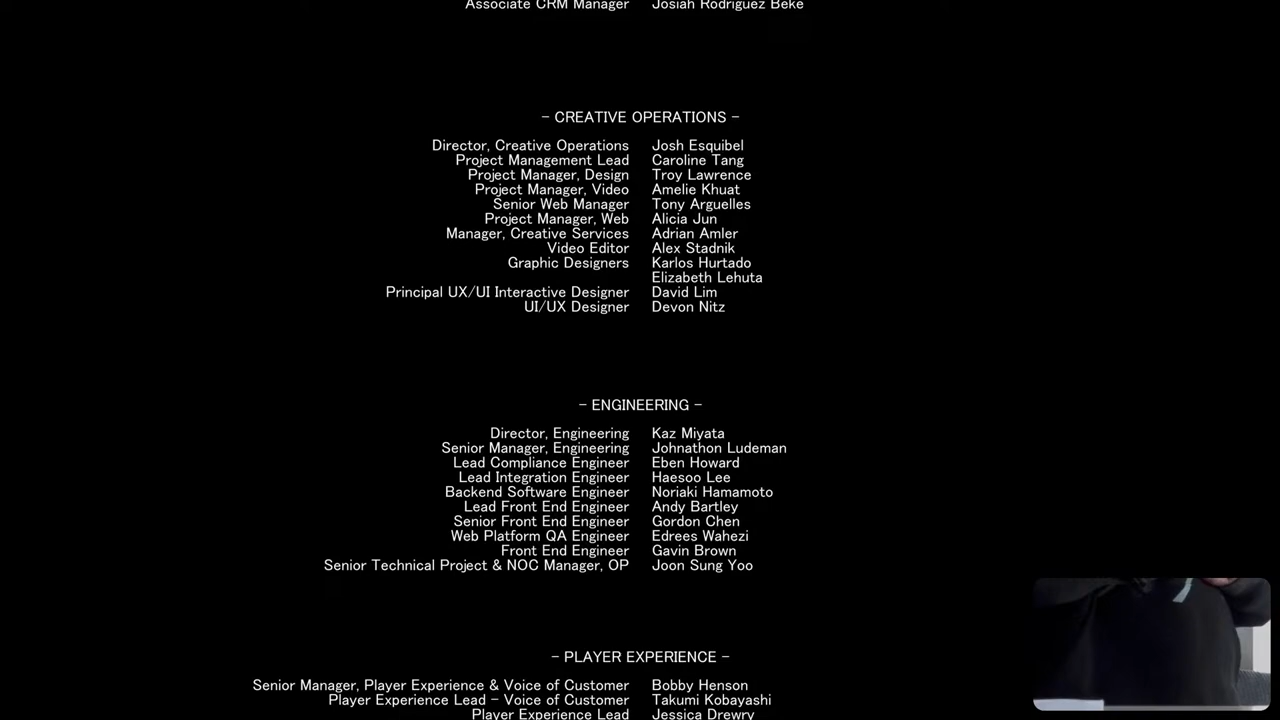 Associate CRM Manager Josiah Rodriguez Beke
- CREATIVE OPERATIONS -
Director, Creative Operations Josh Esquibel
Project Management Lead Caroline Tang
Project Manager, Design Troy Lawrence
Project Manager, Video Amelie Khuat
Senior Web Manager Tony Arguelles
Project Manager, Web Alicia Jun
Manager, Creative Services Adrian Amler
Video Editor Alex Stadnik
Graphic Designers Karlos Hurtado
Elizabeth Lehuta
Principal UX/UI Interactive Designer David Lim
UI/UX Designer Devon Nitz
- ENGINEERING -
Director, Engineering Kaz Miyata
Senior Manager, Engineering Johnathon Ludeman
Lead Compliance Engineer Eben Howard
Lead Integration Engineer Haesoo Lee
Backend Software Engineer Noriaki Hamamoto
Lead Front End Engineer Andy Bartley
Senior Front End Engineer Gordon Chen
Web Platform QA Engineer Edrees Wahezi
Front End Engineer Gavin Brown
Senior Technical Project & NOC Manager, OP Joon Sung Yoo
- PLAYER EXPERIENCE -
Senior Manager, Player Experience & Voice of Customer Bobby Henson
Player Experience Lead - Voice of Customer Takumi Kobayashi
Player Experience Lead Jessica Drewry